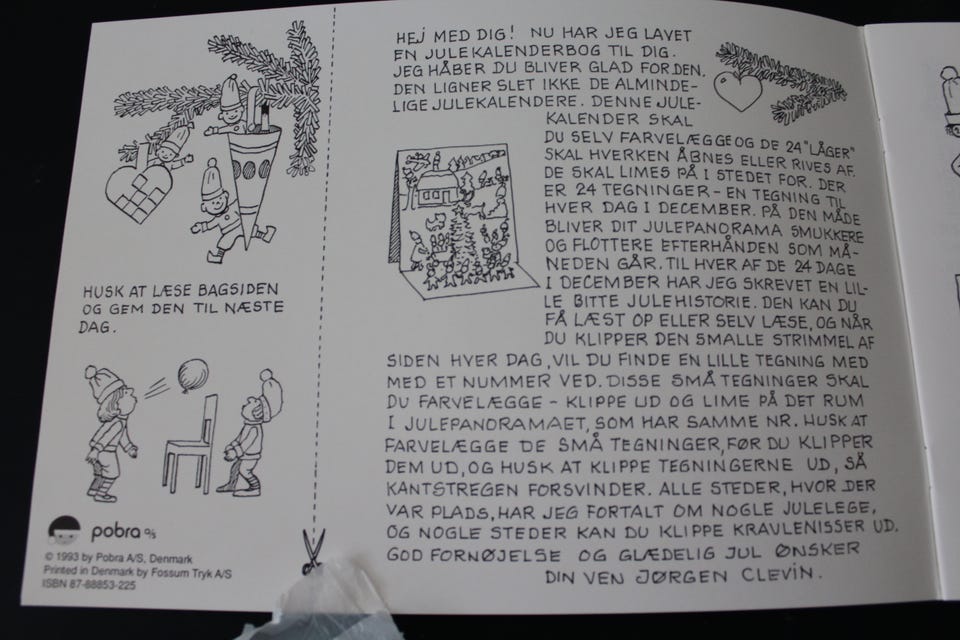 HUSK AT LÆSE BAGSIDEN
OG GEM DEN TIL NÆSTE
DAG.
pobra a/s
© 1993 by Pobra A/S, Denmark
Printed in Denmark by Fossum Tryk A/S
ISBN 87-88853-225
HEJ MED DIG! NU HAR JEG LAVET
EN JULEKALENDERBOG TIL DIG.
JEG HÅBER DU BLIVER GLAD FOR DEN.
DEN LIGNER SLET IKKE DE ALMINDE-
LIGE JULEKALENDERE. DENNE JULE-
KALENDER SKAL
DU SELV FARVELÆGGE OG DE 24 "LÅGER"
SKAL HVERKEN ÅBNES ELLER RIVES AF.
DE SKAL LIMES PÅ I STEDET FOR. DER
ER 24 TEGNINGER - EN TEGNING TIL
HVER DAG I DECEMBER. PÅ DEN MÅDE
BLIVER DIT JULEPANORAMA SMUKKERE
OG FLOTTERE EFTERHÅNDEN SOM MÅ-
NEDEN GÅR. TIL HVER AF DE 24 DAGE
I DECEMBER HAR JEG SKREVET EN LIL-
LE BITTE JULEHISTORIE. DEN KAN DU
FÅ LÆST OP ELLER SELV LÆSE, OG NÅR
DU KLIPPER DEN SMALLE STRIMMEL AF
SIDEN HVER DAG, VIL DU FINDE EN LILLE TEGNING MED
MED ET NUMMER VED. DISSE SMÅ TEGNINGER SKAL
DU FARVELÆGGE - KLIPPE UD OG LIME PÅ DET RUM
I JULEPANORAMAET, SOM HAR SAMME NR. HUSK AT
FARVELÆGGE DE SMÅ TEGNINGER, FØR DU KLIPPER
DEM UD, OG HUSK AT KLIPPE TEGNINGERNE UD, SÅ
KANTSTREGEN FORSVINDER. ALLE STEDER, HVOR DER
VAR PLADS, HAR JEG FORTALT OM NOGLE JULELEGE,
OG NOGLE STEDER KAN DU KLIPPE KRAVLENISSER UD.
GOD FORNØJELSE OG GLÆDELIG JUL ØNSKER
DIN VEN JØRGEN CLEVIN.